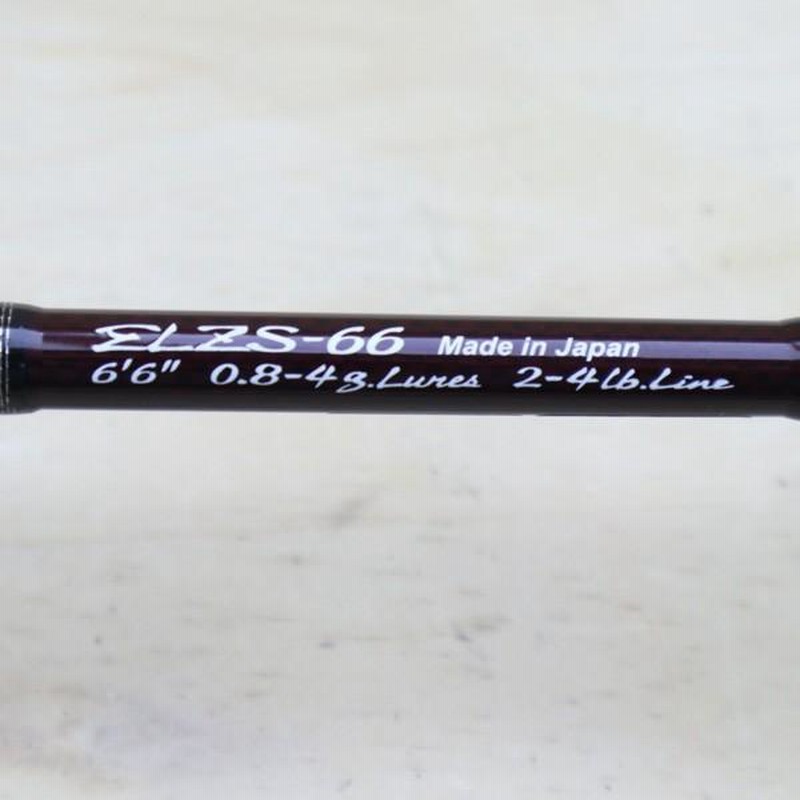 ELZS-66 Made in Japan
6'6" 0.8-4g.Lures 2-4lb.Line